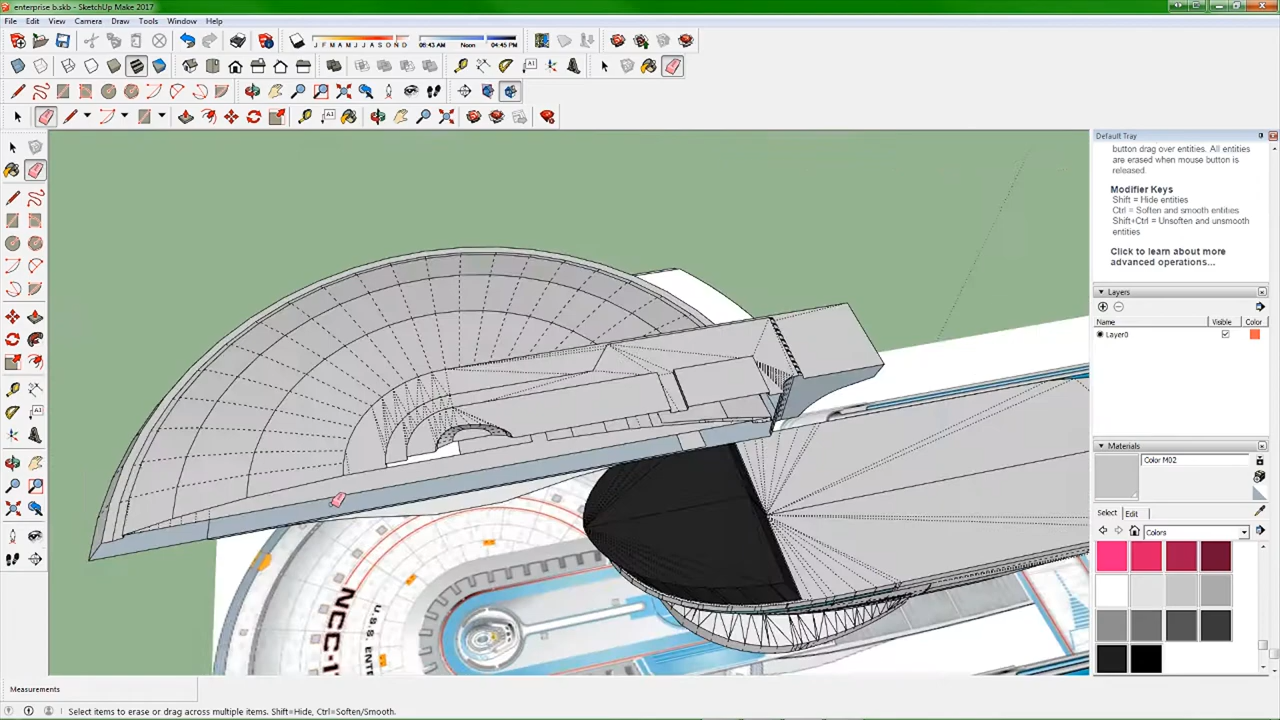 enterprise b.skb - SketchUp Make 2017
File Edit View Camera Draw Tools Window Help
J F M A M J J A S O N D
06:43 AM Noon 04:45 PM
Default Tray
button drag over entities. All entities
are erased when mouse button is
released.
Modifier Keys
Shift = Hide entities
Ctrl = Soften and smooth entities
Shift+Ctrl = Unsoften and unsmooth
entities
Click to learn about more
advanced operations...
Layers
Name Visible Color
Layer0
Materials
Color M02
Select Edit
Colors
NCC-1
U.S.S. ENTE
Measurements
Select items to erase or drag across multiple items. Shift=Hide, Ctrl=Soften/Smooth.